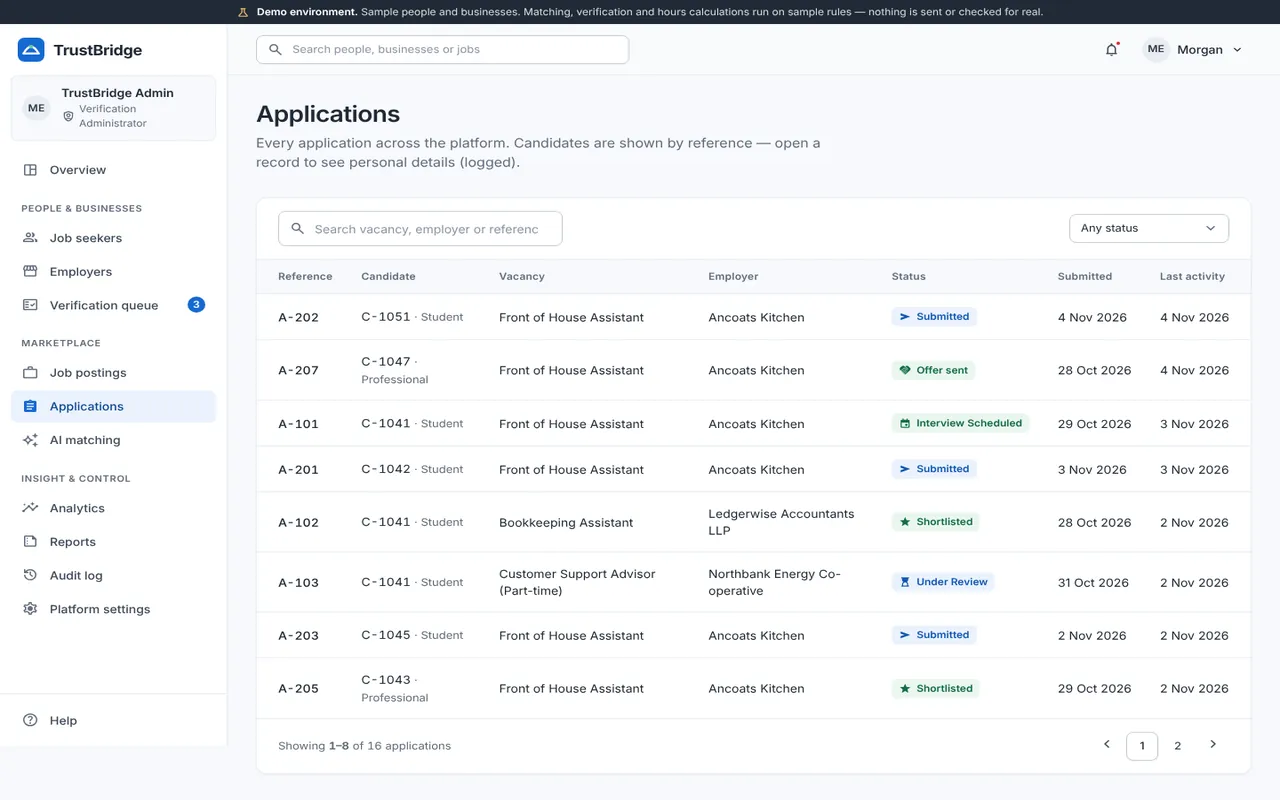 Demo environment. Sample people and businesses. Matching, verification and hours calculations run on sample rules — nothing is sent or checked for real.
TrustBridge
Search people, businesses or jobs
ME Morgan
ME
TrustBridge Admin
Verification
Administrator
Overview
PEOPLE & BUSINESSES
Job seekers
Employers
Verification queue 3
MARKETPLACE
Job postings
Applications
AI matching
INSIGHT & CONTROL
Analytics
Reports
Audit log
Platform settings
Help
Applications
Every application across the platform. Candidates are shown by reference — open a
record to see personal details (logged).
Search vacancy, employer or referenc
Any status
Reference Candidate Vacancy Employer Status Submitted Last activity
A-202 C-1051 · Student Front of House Assistant Ancoats Kitchen Submitted 4 Nov 2026 4 Nov 2026
A-207 C-1047 · Professional Front of House Assistant Ancoats Kitchen Offer sent 28 Oct 2026 4 Nov 2026
A-101 C-1041 · Student Front of House Assistant Ancoats Kitchen Interview Scheduled 29 Oct 2026 3 Nov 2026
A-201 C-1042 · Student Front of House Assistant Ancoats Kitchen Submitted 3 Nov 2026 3 Nov 2026
A-102 C-1041 · Student Bookkeeping Assistant Ledgerwise Accountants LLP Shortlisted 28 Oct 2026 2 Nov 2026
A-103 C-1041 · Student Customer Support Advisor (Part-time) Northbank Energy Co-operative Under Review 31 Oct 2026 2 Nov 2026
A-203 C-1045 · Student Front of House Assistant Ancoats Kitchen Submitted 2 Nov 2026 2 Nov 2026
A-205 C-1043 · Professional Front of House Assistant Ancoats Kitchen Shortlisted 29 Oct 2026 2 Nov 2026
Showing 1–8 of 16 applications
1 2